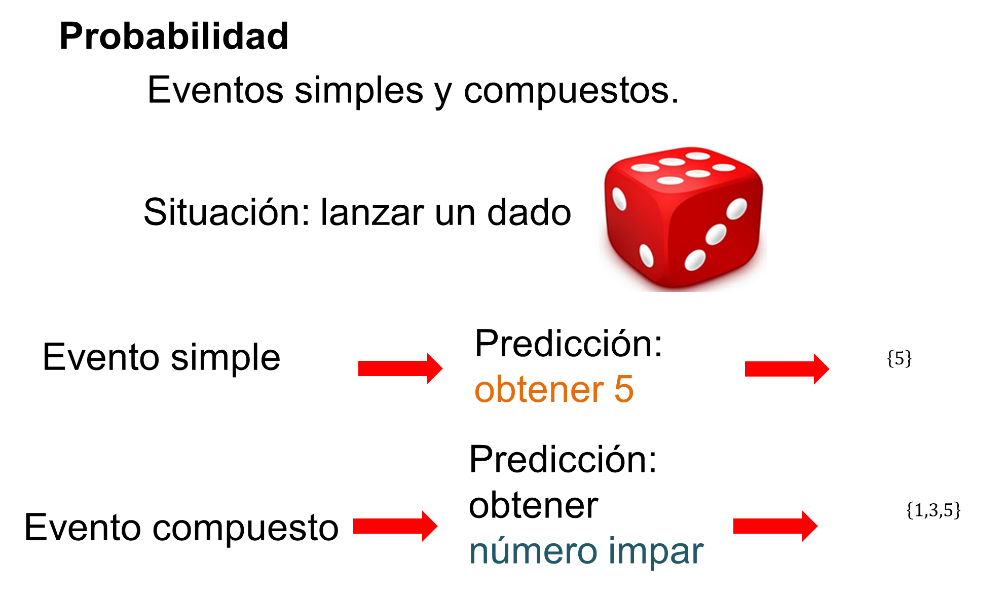 Probabilidad
Eventos simples y compuestos.
Situación: lanzar un dado
Evento simple
Predicción:
obtener 5
{5}
Evento compuesto
Predicción:
obtener
número impar
{1,3,5}